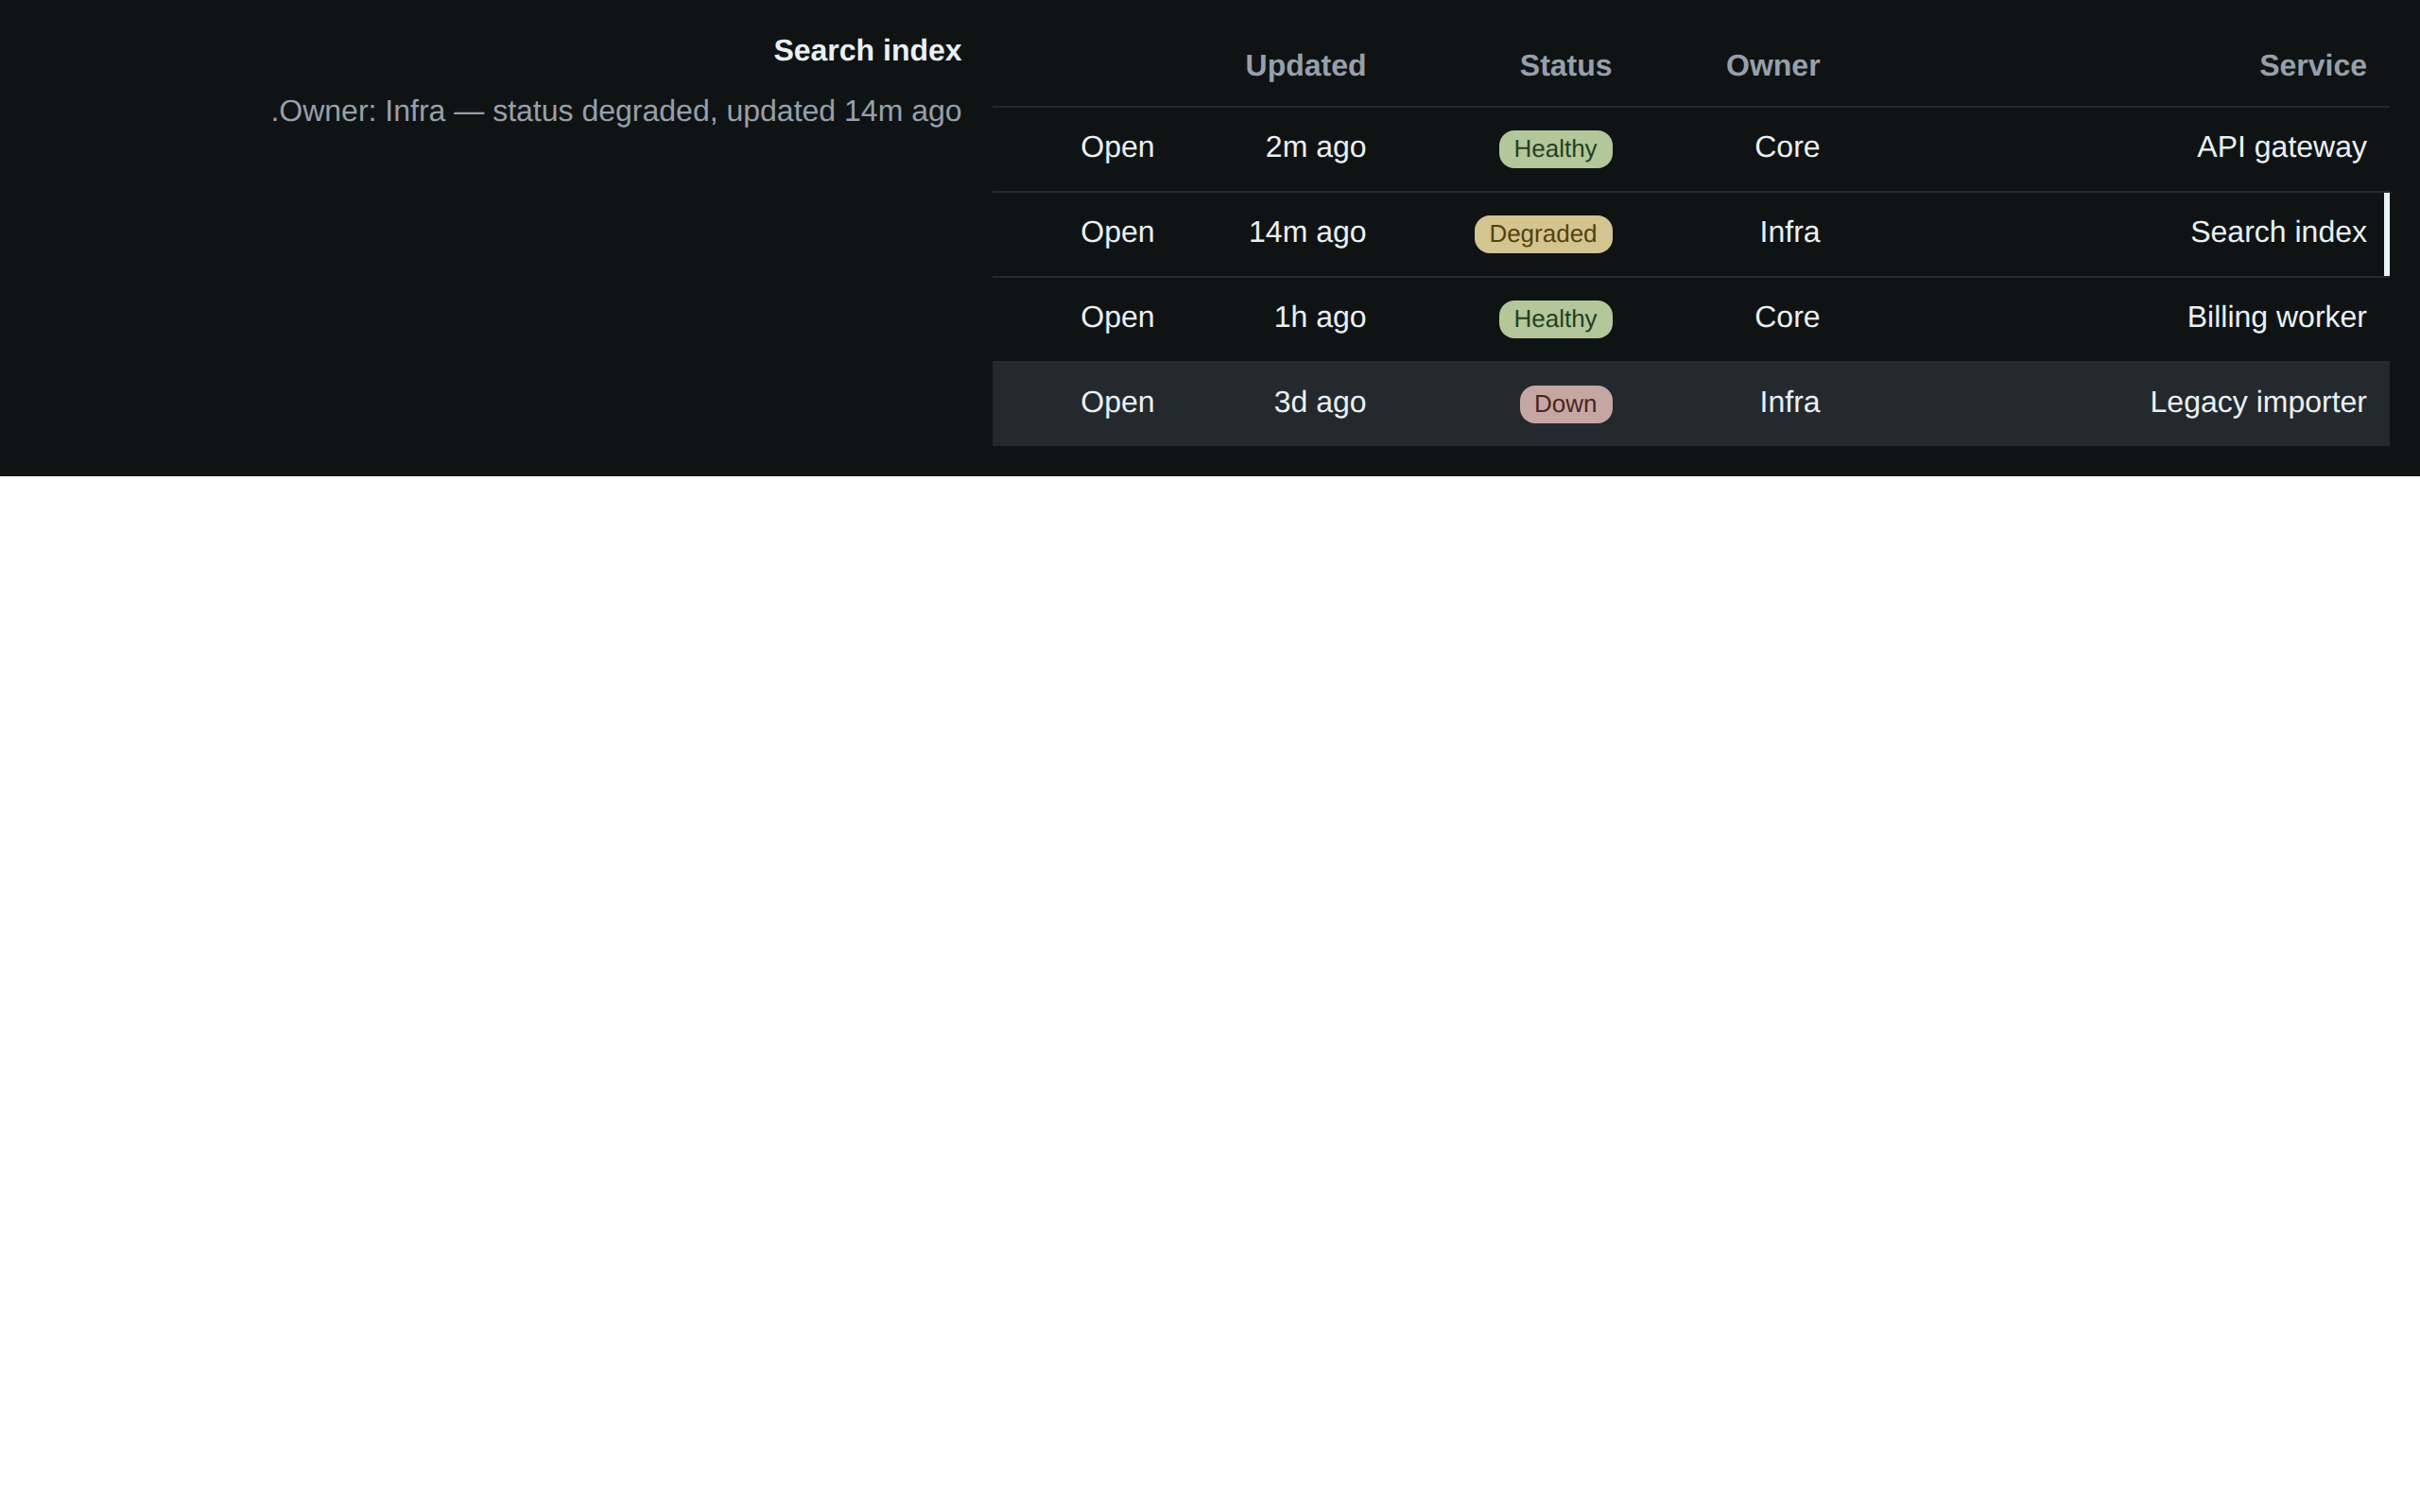 Service Owner Status Updated
API gateway Core Healthy 2m ago Open
Search index Infra Degraded 14m ago Open
Billing worker Core Healthy 1h ago Open
Legacy importer Infra Down 3d ago Open
Search index
.Owner: Infra — status degraded, updated 14m ago